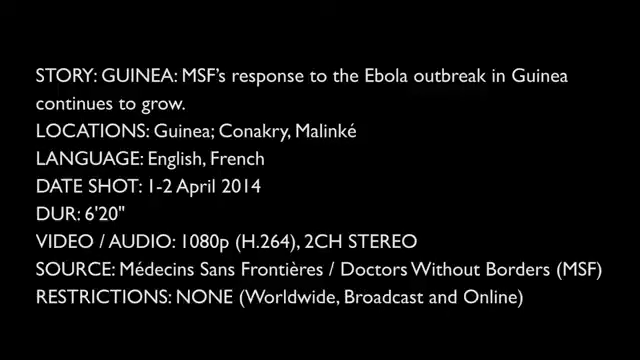 STORY: GUINEA: MSF's response to the Ebola outbreak in Guinea
continues to grow.
LOCATIONS: Guinea; Conakry, Malinké
LANGUAGE: English, French
DATE SHOT: 1-2 April 2014
DUR: 6'20"
VIDEO / AUDIO: 1080p (H.264), 2CH STEREO
SOURCE: Médecins Sans Frontières / Doctors Without Borders (MSF)
RESTRICTIONS: NONE (Worldwide, Broadcast and Online)